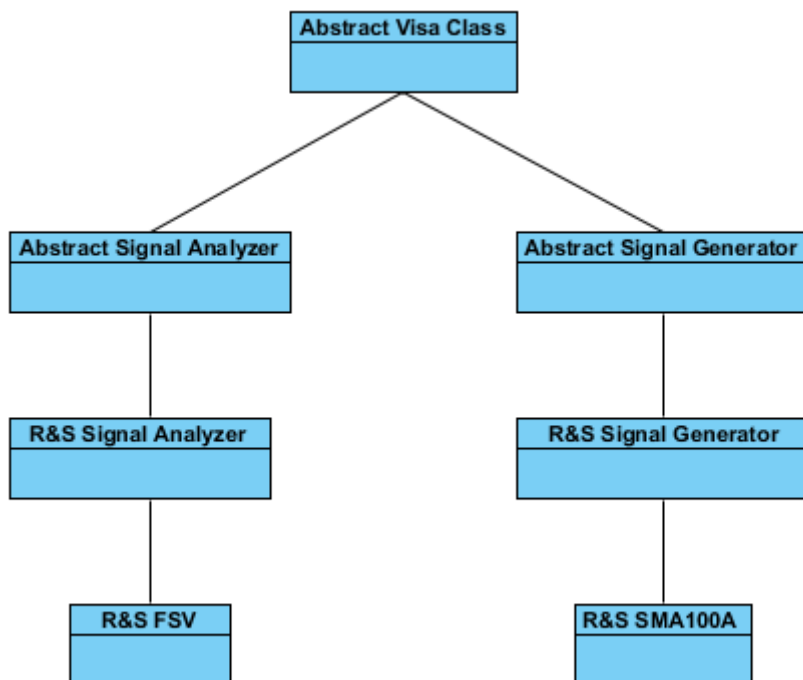 Abstract Visa Class
Abstract Signal Analyzer
Abstract Signal Generator
R&S Signal Analyzer
R&S Signal Generator
R&S FSV
R&S SMA100A